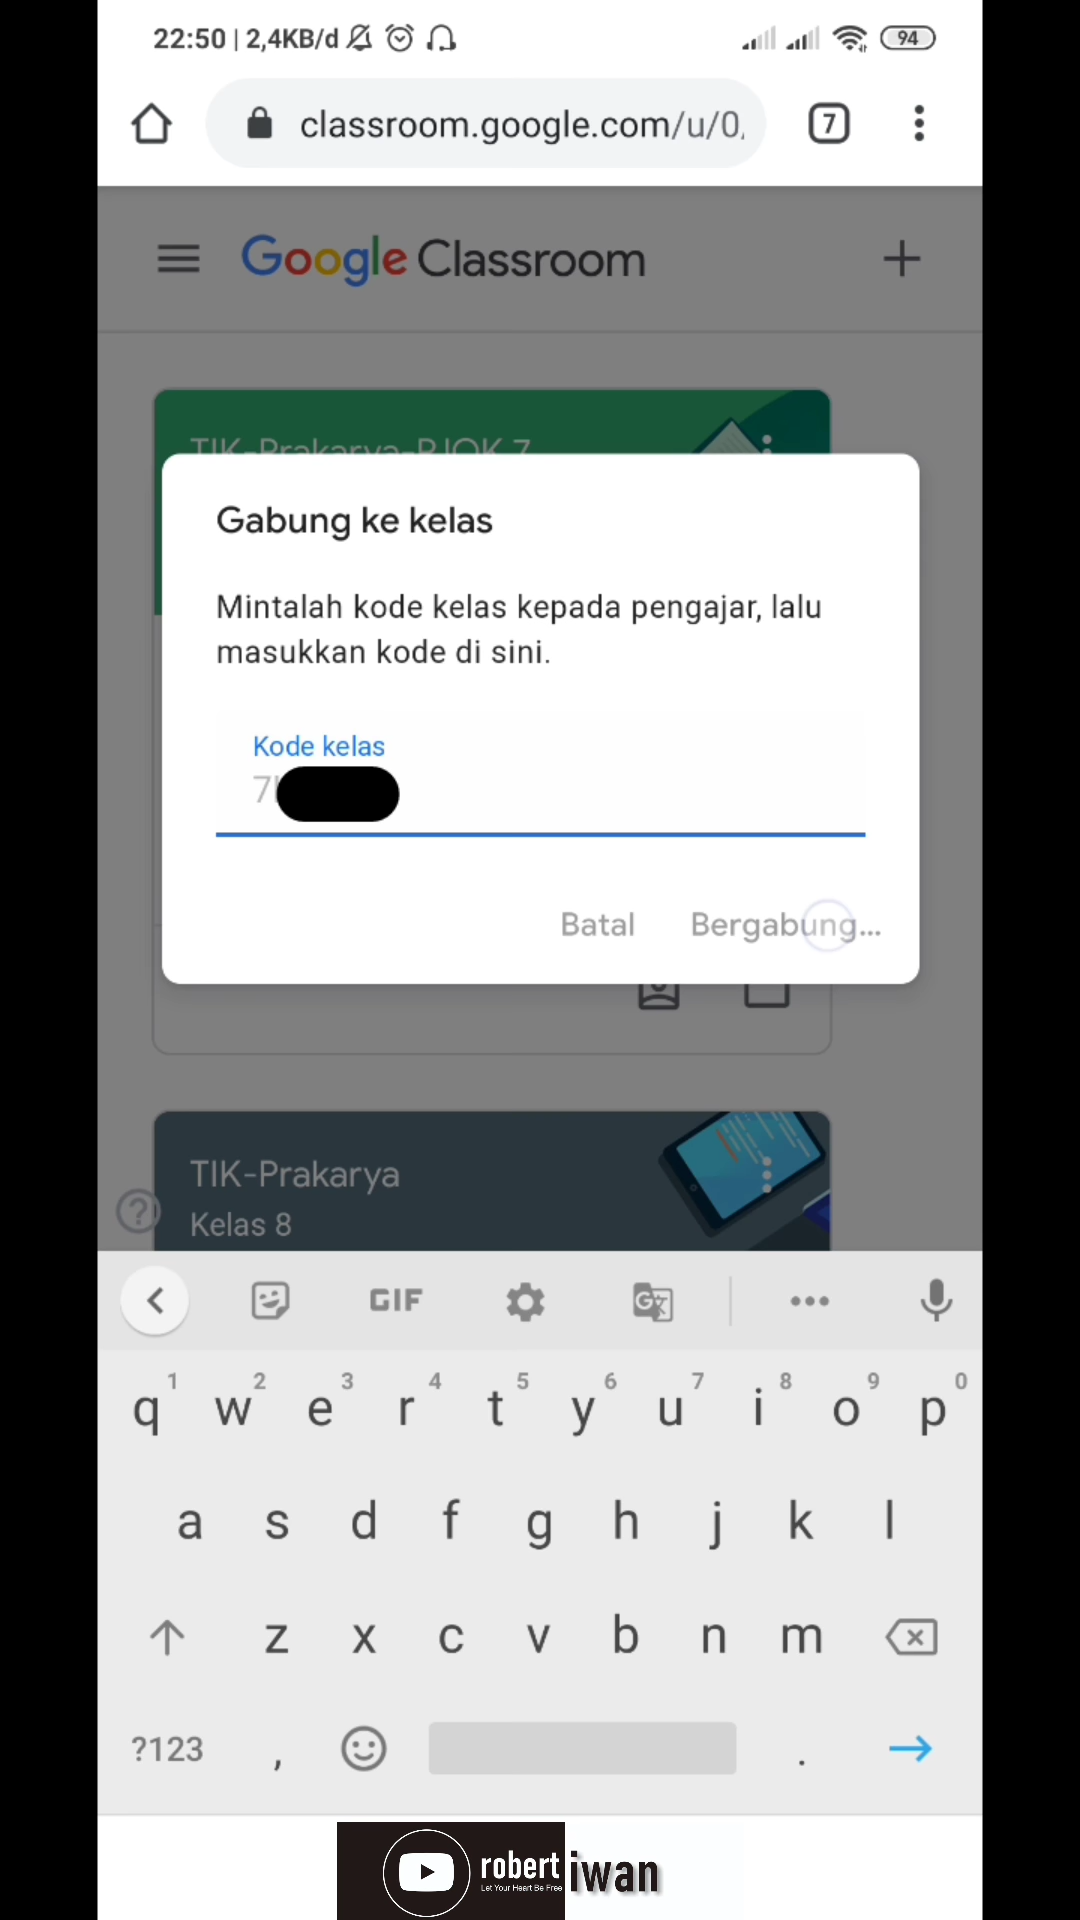 22:50 | 2,4KB/d
94
classroom.google.com/u/0
7
Google Classroom
TIK-Prakarya-PJOK 7
Gabung ke kelas
Mintalah kode kelas kepada pengajar, lalu
masukkan kode di sini.
Kode kelas
7
Batal Bergabung...
TIK-Prakarya
Kelas 8
GIF
1 2 3 4 5 6 7 8 9 0
q w e r t y u i o p
a s d f g h j k l
z x c v b n m
?123 , .
robert iwan
Let Your Heart Be Free